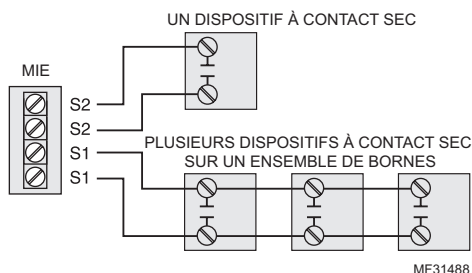 UN DISPOSITIF À CONTACT SEC
MIE
S2
S2
S1
S1
PLUSIEURS DISPOSITIFS À CONTACT SEC
SUR UN ENSEMBLE DE BORNES
MF31488